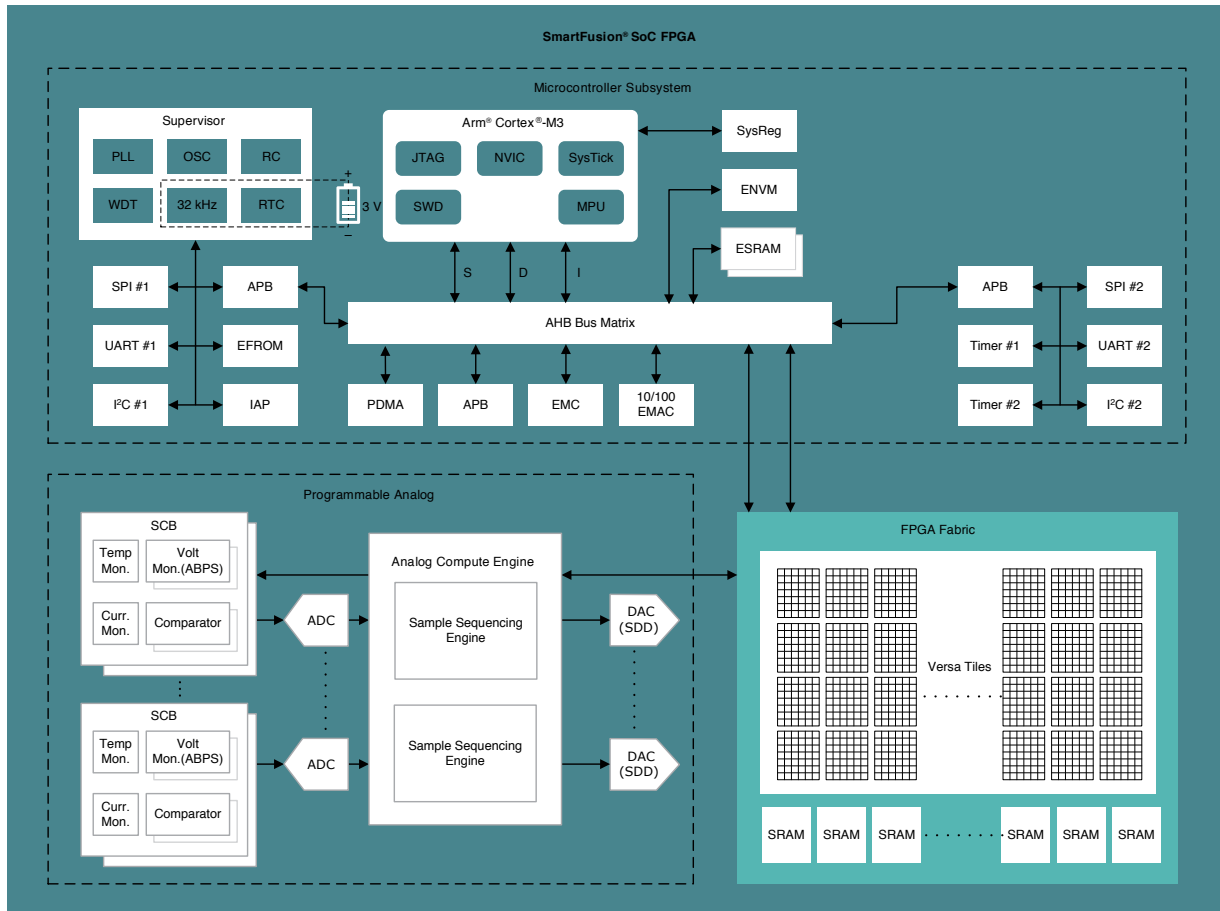 SmartFusion® SoC FPGA
Microcontroller Subsystem
Supervisor
PLL
OSC
RC
WDT
32 kHz
RTC
+
3 V
–
Arm® Cortex®-M3
JTAG
NVIC
SysTick
SWD
MPU
SysReg
ENVM
ESRAM
S
D
I
SPI #1
APB
UART #1
EFROM
I²C #1
IAP
AHB Bus Matrix
PDMA
APB
EMC
10/100
EMAC
APB
SPI #2
Timer #1
UART #2
Timer #2
I²C #2
Programmable Analog
SCB
Temp
Mon.
Volt
Mon.(ABPS)
Curr.
Mon.
Comparator
SCB
Temp
Mon.
Volt
Mon.(ABPS)
Curr.
Mon.
Comparator
ADC
ADC
Analog Compute Engine
Sample Sequencing
Engine
Sample Sequencing
Engine
DAC
(SDD)
DAC
(SDD)
FPGA Fabric
Versa Tiles
SRAM
SRAM
SRAM
SRAM
SRAM
SRAM